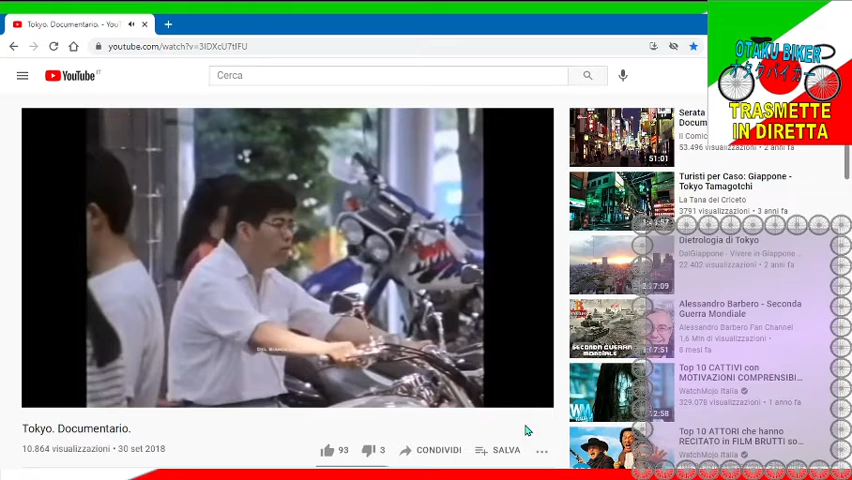 Tokyo. Documentario. - You
youtube.com/watch?v=3IDXcU7tIFU
YouTube IT
Cerca
OTAKU BIKER
オタクバイカー
TRASMETTE
IN DIRETTA
Serata
Docum
Il Comic
53.496 visualizzazioni • 2 anni fa
51:01
Turisti per Caso: Giappone -
Tokyo Tamagotchi
La Tana del Criceto
3791 visualizzazioni • 3 anni fa
Dietrologia di Tokyo
DalGiappone - Vivere in Giappone ...
22.402 visualizzazioni • 2 anni fa
Alessandro Barbero - Seconda
Guerra Mondiale
Alessandro Barbero Fan Channel
1,6 Mln di visualizzazioni •
8 mesi fa
SECONDA GUERRA
MONDIALE
Top 10 CATTIVI con
MOTIVAZIONI COMPRENSIBI...
WatchMojo Italia
329.078 visualizzazioni • 1 anno fa
Top 10 ATTORI che hanno
RECITATO in FILM BRUTTI so...
WatchMojo Italia
Tokyo. Documentario.
10.864 visualizzazioni • 30 set 2018
93
3
CONDIVIDI
SALVA